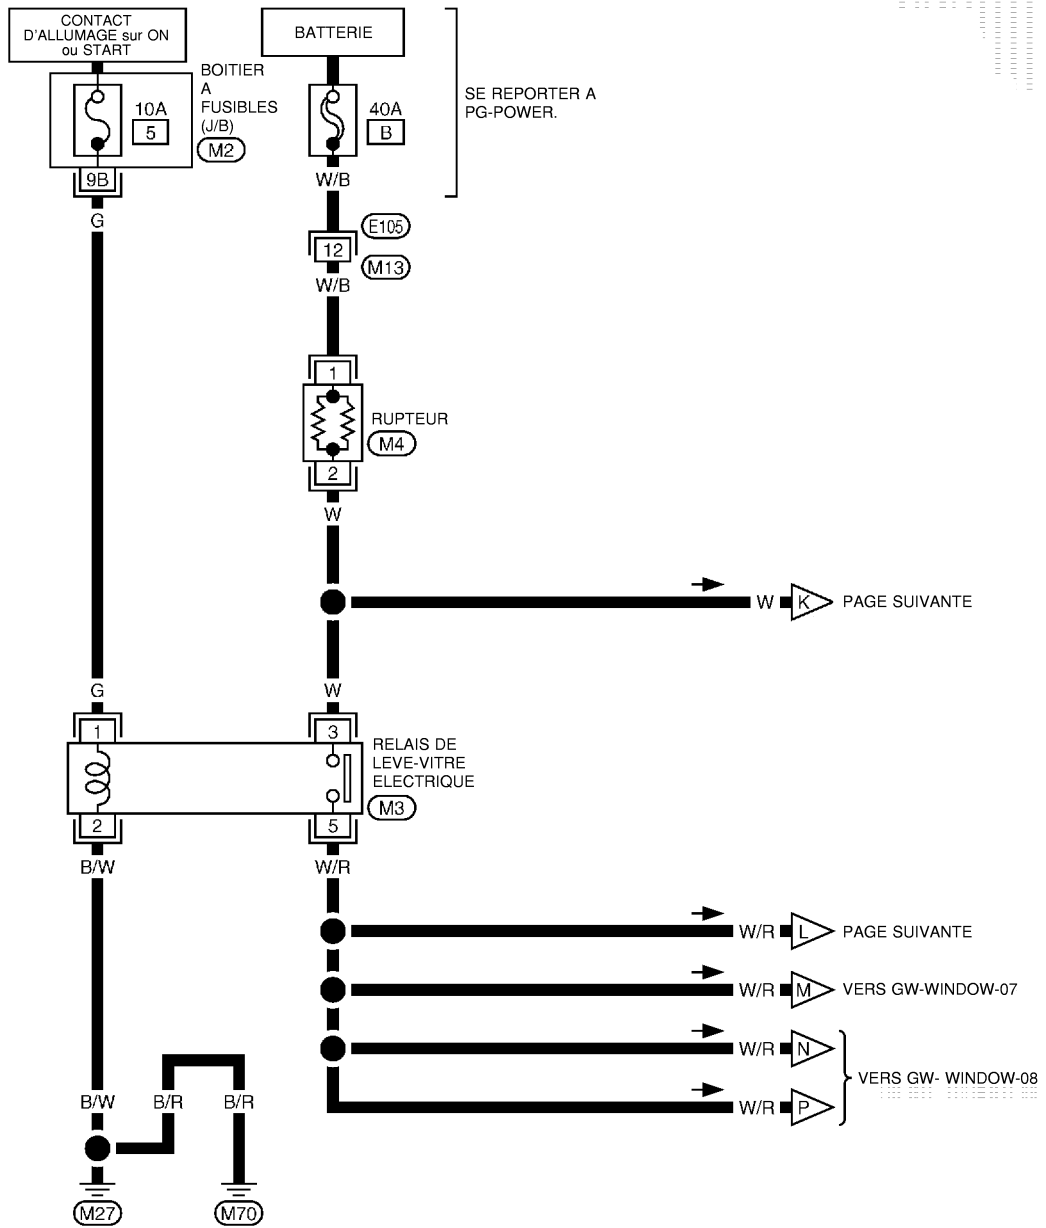 CONTACT
D'ALLUMAGE sur ON
ou START
BATTERIE
BOITIER
A
FUSIBLES
(J/B)
M2
10A
5
40A
B
SE REPORTER A
PG-POWER.
9B
W/B
G
E105
12
M13
W/B
1
RUPTEUR
M4
2
W
W
K
PAGE SUIVANTE
G
W
1
3
RELAIS DE
LEVE-VITRE
ELECTRIQUE
M3
2
5
B/W
W/R
W/R
L
PAGE SUIVANTE
W/R
M
VERS GW-WINDOW-07
W/R
N
VERS GW- WINDOW-08
B/W
B/R
B/R
W/R
P
M27
M70